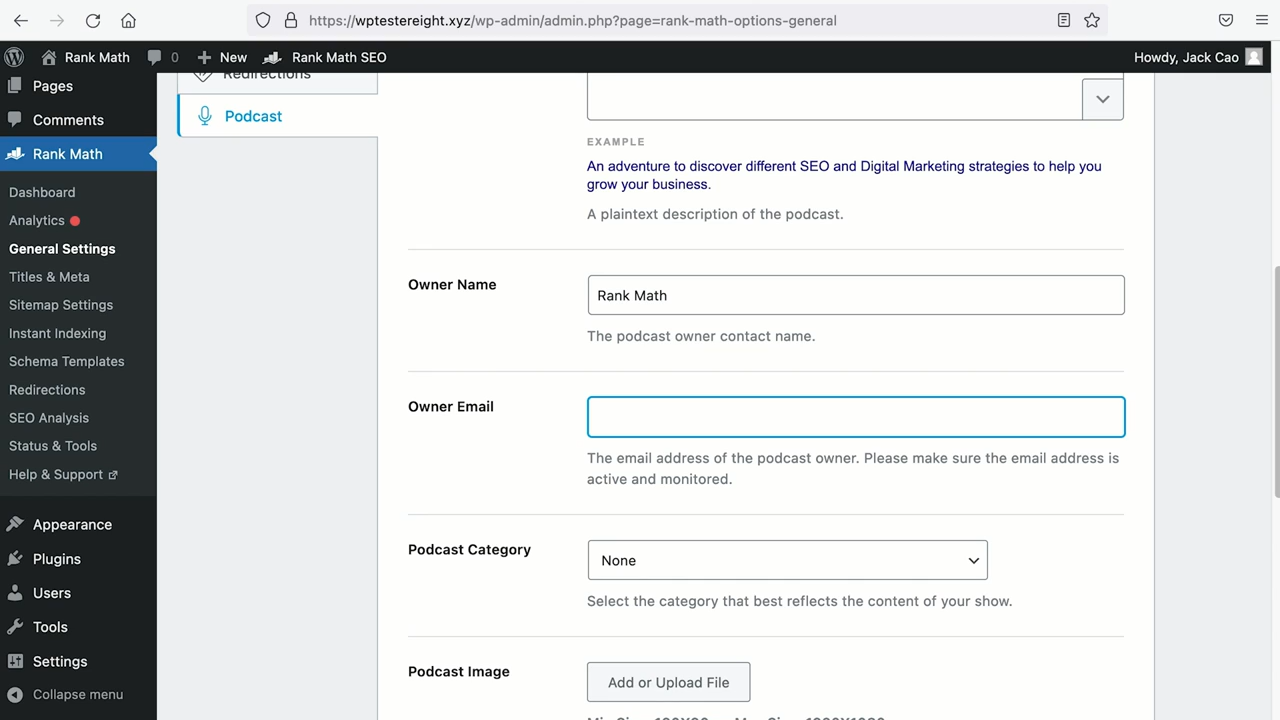 https://wptestereight.xyz/wp-admin/admin.php?page=rank-math-options-general
Rank Math 0 New Rank Math SEO Howdy, Jack Cao
Pages
Comments
Rank Math
Dashboard
Analytics
General Settings
Titles & Meta
Sitemap Settings
Instant Indexing
Schema Templates
Redirections
SEO Analysis
Status & Tools
Help & Support
Appearance
Plugins
Users
Tools
Settings
Collapse menu
Redirections
Podcast
EXAMPLE
An adventure to discover different SEO and Digital Marketing strategies to help you
grow your business.
A plaintext description of the podcast.
Owner Name
Rank Math
The podcast owner contact name.
Owner Email
The email address of the podcast owner. Please make sure the email address is
active and monitored.
Podcast Category
None
Select the category that best reflects the content of your show.
Podcast Image
Add or Upload File